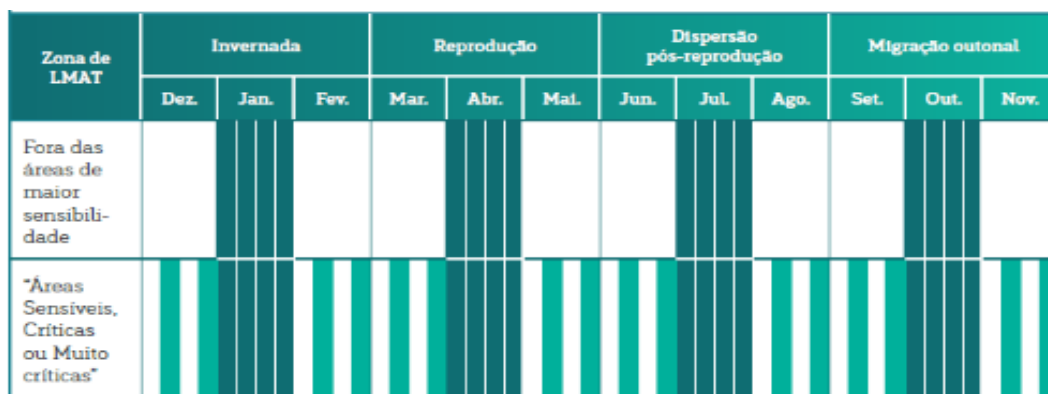 Zona de
LMAT
Invernada
Reprodução
Dispersão
pós-reprodução
Migração outonal
Dez.
Jan.
Fev.
Mar.
Abr.
Mai.
Jun.
Jul.
Ago.
Set.
Out.
Nov.
Fora das
áreas de
maior
sensibili-
dade
"Áreas
Sensíveis,
Críticas
ou Muito
críticas"